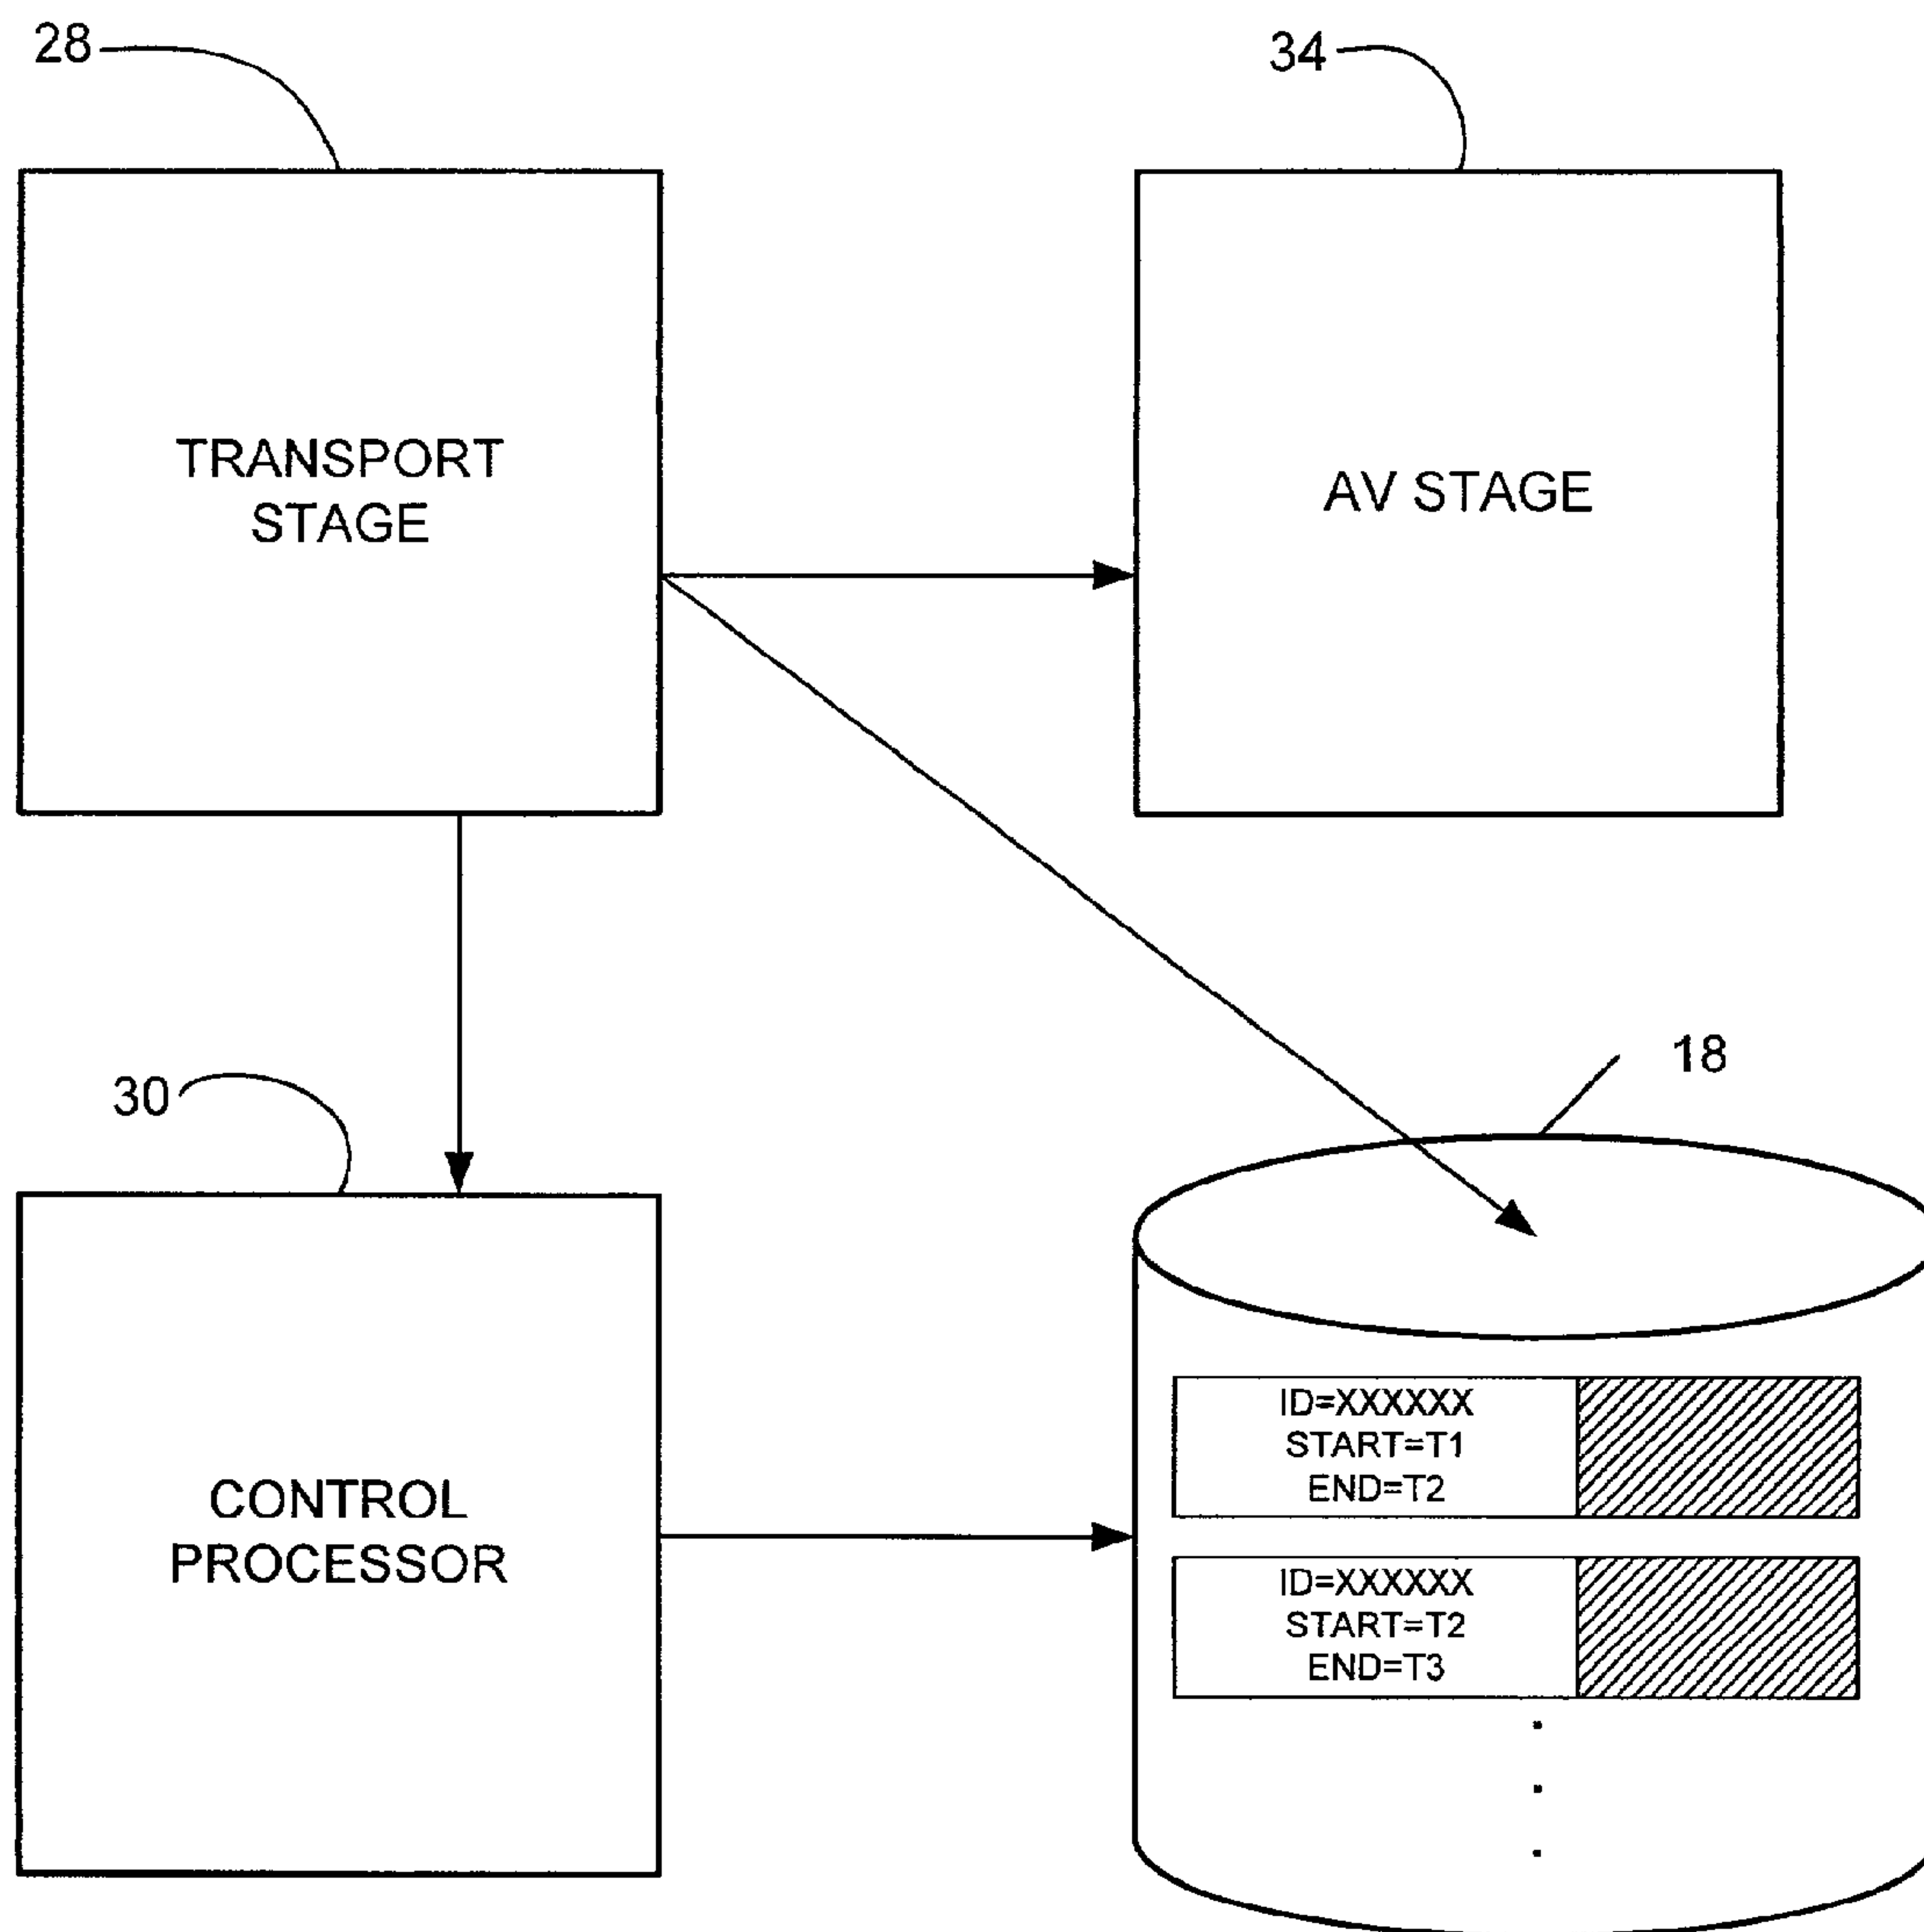 28
34
TRANSPORT
STAGE
AV STAGE
30
18
CONTROL
PROCESSOR
ID=XXXXXX
START=T1
END=T2
ID=XXXXXX
START=T2
END=T3